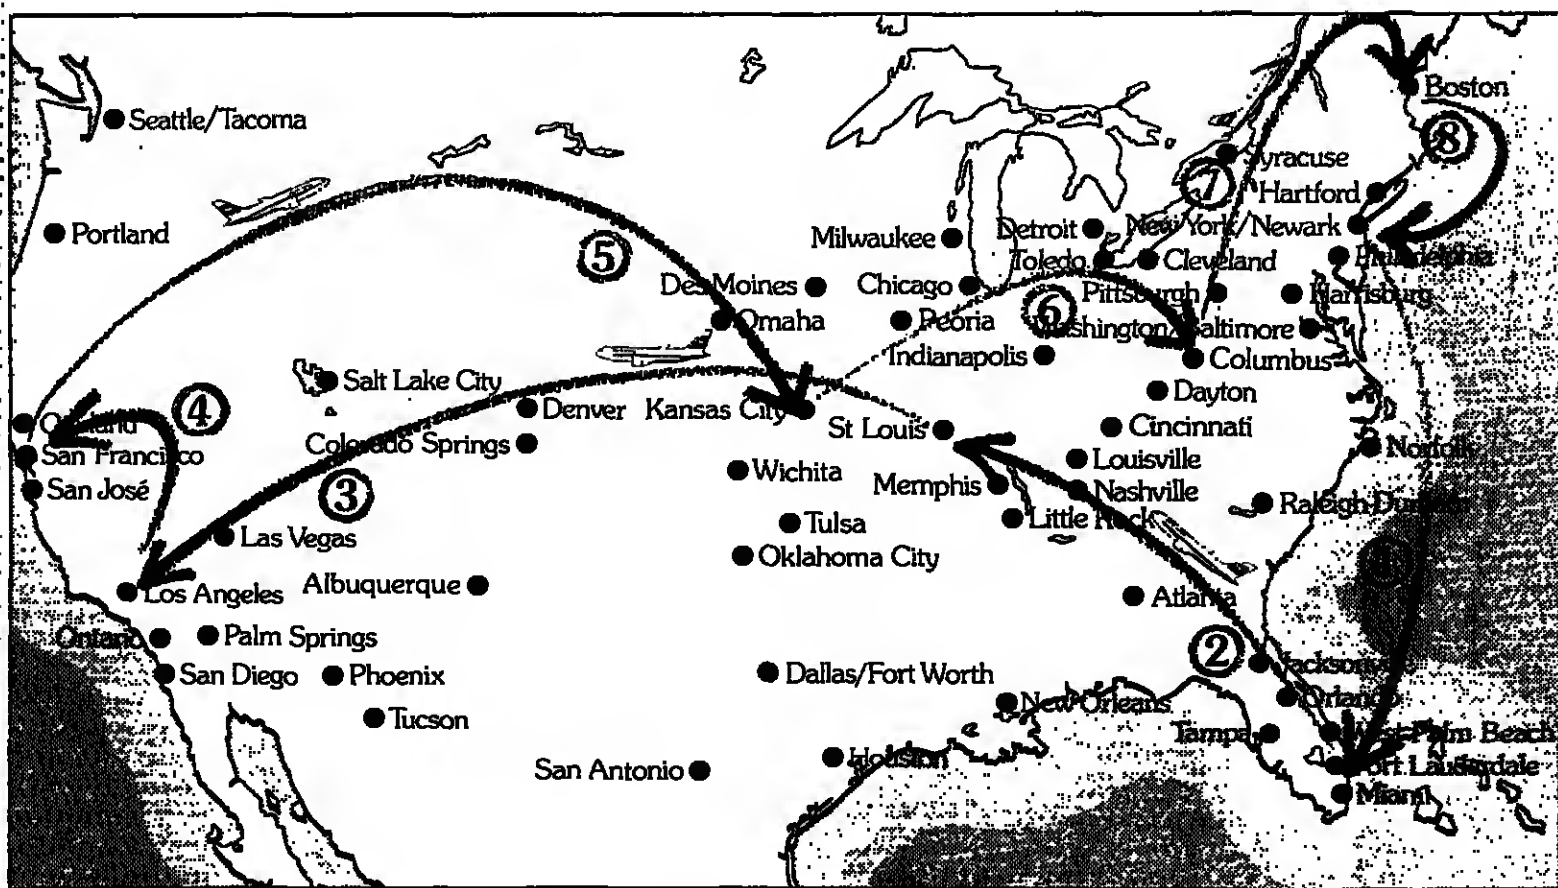 Boston
Seattle/Tacoma
8
Syracuse
7
Hartford
Portland
Milwaukee
Detroit
New York/Newark
5
Toledo
Cleveland
Philadelphia
Des Moines
Chicago
Pittsburgh
Harrisburg
6
Omaha
Peoria
Washington/Baltimore
Indianapolis
Columbus
Salt Lake City
Dayton
4
Denver
Kansas City
Oakland
St Louis
Cincinnati
Colorado Springs
Norfolk
San Francisco
Louisville
Wichita
Memphis
San José
Nashville
3
Raleigh-Durham
Tulsa
Little Rock
Las Vegas
Oklahoma City
Albuquerque
Los Angeles
Atlanta
Ontario
Palm Springs
2
Jacksonville
San Diego
Phoenix
Dallas/Fort Worth
Orlando
New Orleans
Tucson
Tampa
West Palm Beach
Houston
Fort Lauderdale
San Antonio
Miami